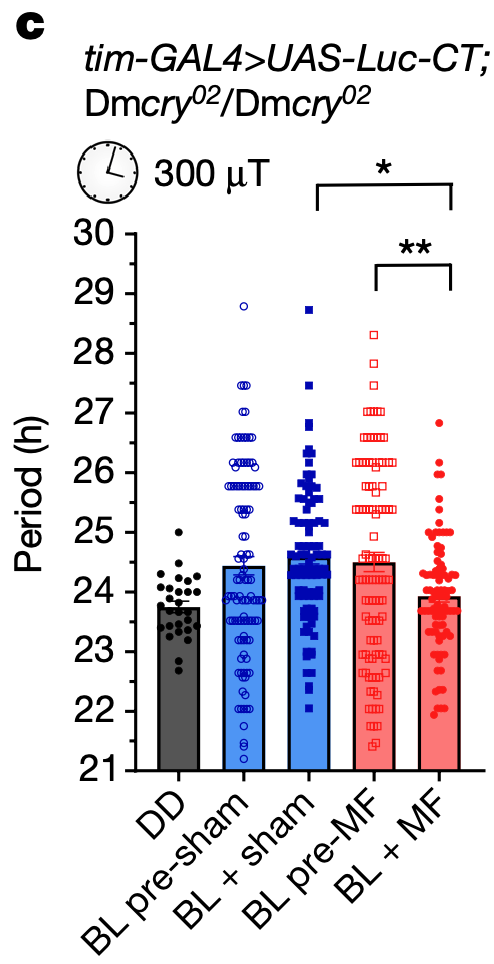 c
tim-GAL4>UAS-Luc-CT;
Dmcry02/Dmcry02
300 μT
*
**
30
29
28
27
26
25
24
23
22
21
Period (h)
DD
BL pre-sham
BL + sham
BL pre-MF
BL + MF